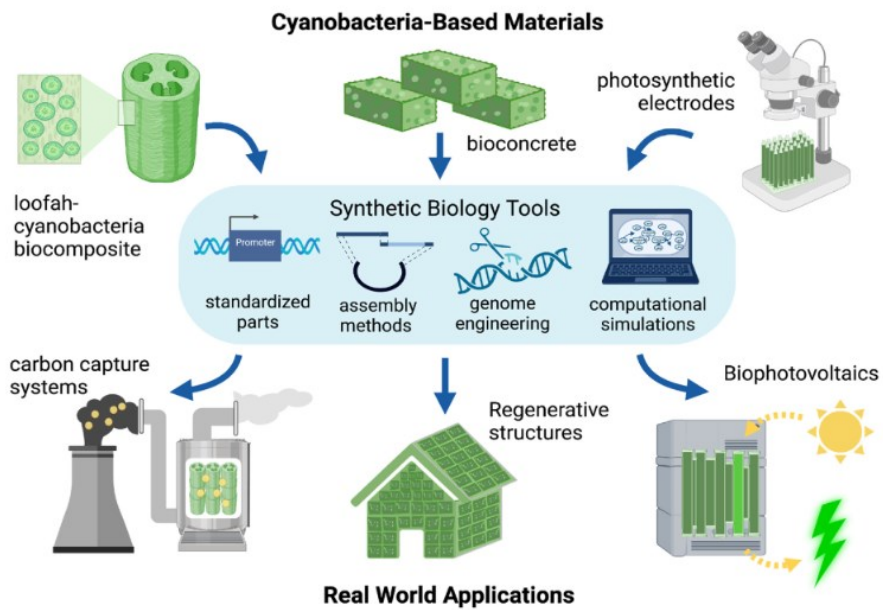 Cyanobacteria-Based Materials
loofah-
cyanobacteria
biocomposite
bioconcrete
photosynthetic
electrodes
Synthetic Biology Tools
Promoter
standardized
parts
assembly
methods
genome
engineering
computational
simulations
carbon capture
systems
Regenerative
structures
Biophotovoltaics
Real World Applications